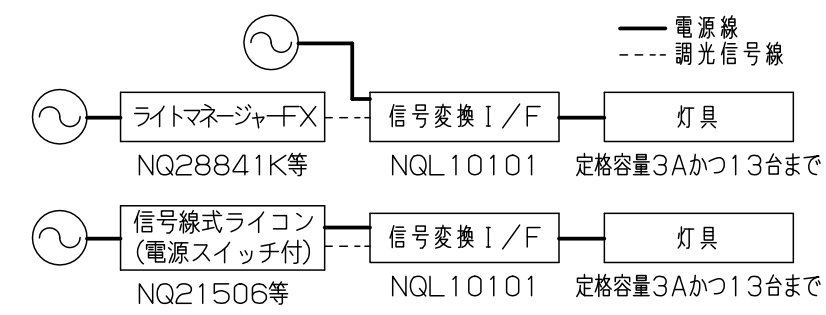 電源線
調光信号線
ライトマネージャーFX
信号変換I/F
灯具
NQ28841K等
NQL10101
定格容量3Aかつ13台まで
信号線式ライコン
(電源スイッチ付)
信号変換I/F
灯具
NQ21506等
NQL10101
定格容量3Aかつ13台まで